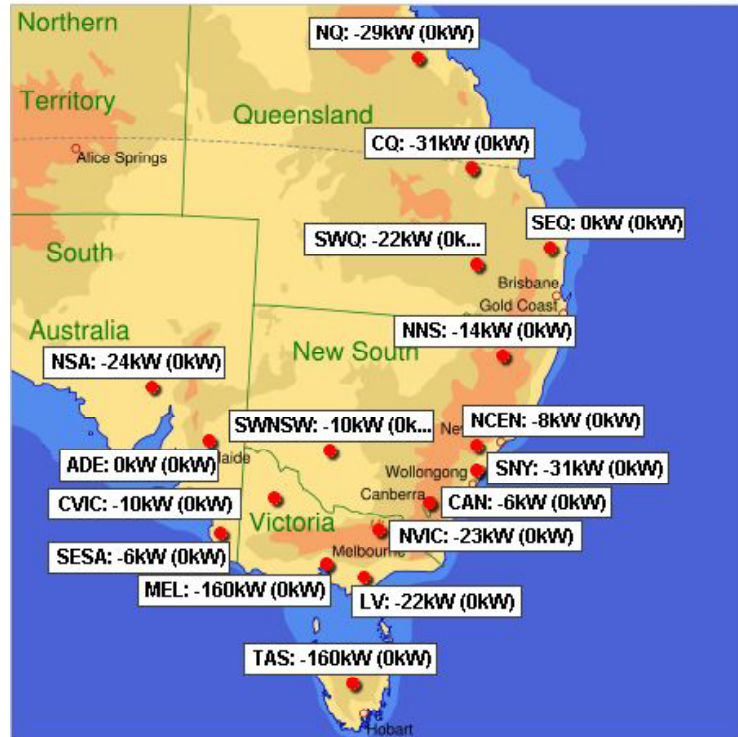 Northern
NQ: -29kW (0kW)
Territory
Queensland
CQ: -31kW (0kW)
Alice Springs
SEQ: 0kW (0kW)
SWQ: -22kW (0k...
South
Brisbane
Gold Coast
NNS: -14kW (0kW)
Australia
New South
NSA: -24kW (0kW)
NCEN: -8kW (0kW)
SWNSW: -10kW (0k...
ADE: 0kW (0kW)
Wollongong
SNY: -31kW (0kW)
CVIC: -10kW (0kW)
Canberra
CAN: -6kW (0kW)
Victoria
NVIC: -23kW (0kW)
SESA: -6kW (0kW)
Melbourne
MEL: -160kW (0kW)
LV: -22kW (0kW)
TAS: -160kW (0kW)
Hobart